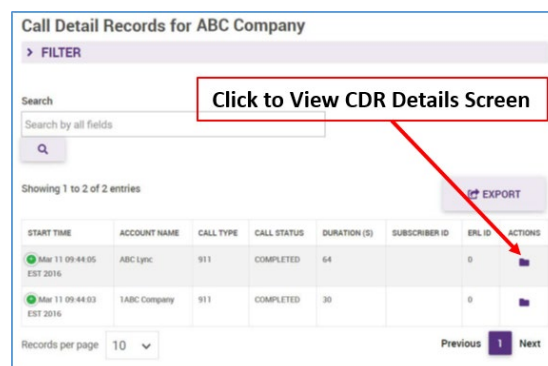 Call Detail Records for ABC Company
> FILTER
Click to View CDR Details Screen
Search
Search by all fields
Showing 1 to 2 of 2 entries
EXPORT
START TIME ACCOUNT NAME CALL TYPE CALL STATUS DURATION (S) SUBSCRIBER ID ERL ID ACTIONS
Mar 11 09:44:05 ABC Lync 911 COMPLETED 64 0
EST 2016
Mar 11 09:44:03 1ABC Company 911 COMPLETED 30 0
EST 2016
Records per page 10 Previous 1 Next